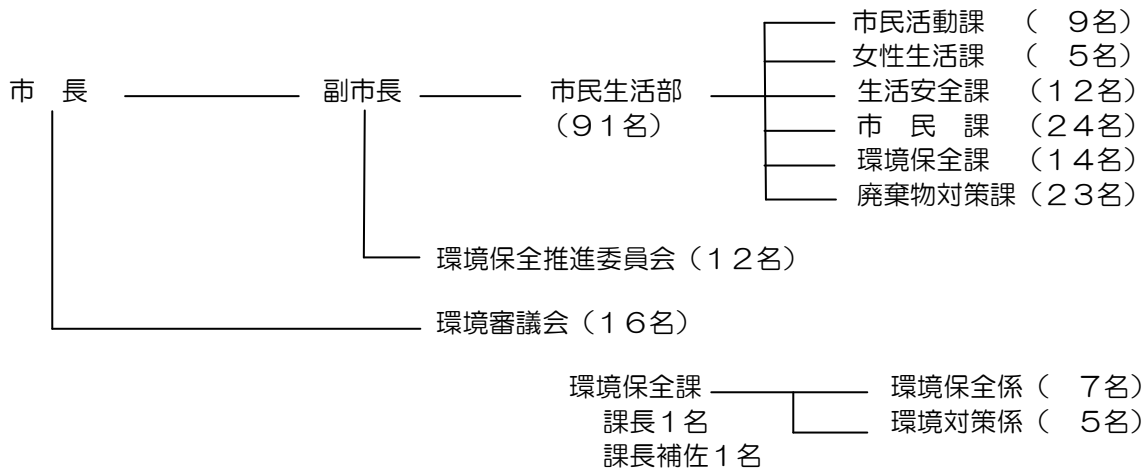 市民活動課 （　９名）
女性生活課 （　５名）
市　長 副市長 市民生活部 生活安全課 （１２名）
（９１名） 市　民　課 （２４名）
環境保全課 （１４名）
廃棄物対策課（２３名）
環境保全推進委員会（１２名）
環境審議会（１６名）
環境保全課 環境保全係（　７名）
課長１名 環境対策係（　５名）
課長補佐１名